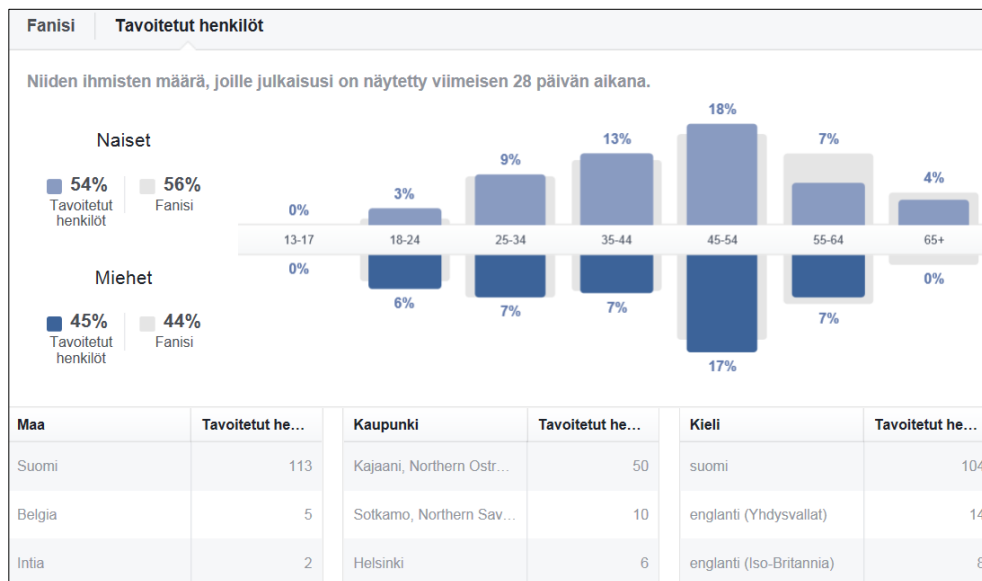 Fanisi Tavoitetut henkilöt
Niiden ihmisten määrä, joille julkaisusi on näytetty viimeisen 28 päivän aikana.
Naiset
54% 56%
Tavoitetut henkilöt Fanisi
0% 3% 9% 13% 18% 7% 4%
13-17 18-24 25-34 35-44 45-54 55-64 65+
0% 6% 7% 7% 17% 7% 0%
Miehet
45% 44%
Tavoitetut henkilöt Fanisi
Maa Tavoitetut he... Kaupunki Tavoitetut he... Kieli Tavoitetut he...
Suomi 113 Kajaani, Northern Ostr... 50 suomi 104
Belgia 5 Sotkamo, Northern Sav... 10 englanti (Yhdysvallat) 14
Intia 2 Helsinki 6 englanti (Iso-Britannia) 8